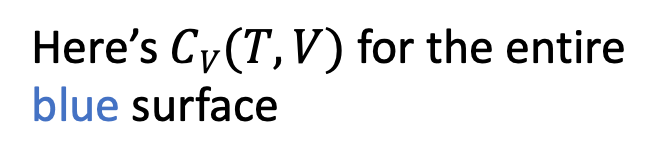 Here’s C_V(T, V) for the entire
blue surface